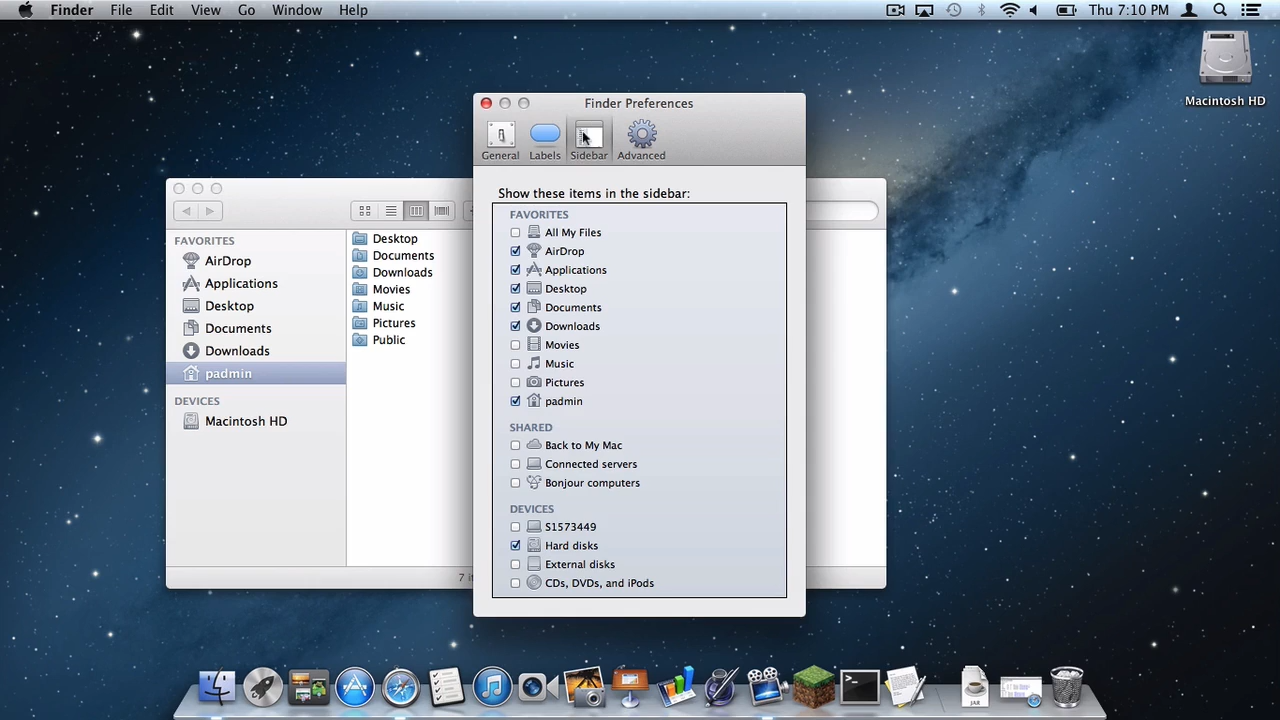 Finder File Edit View Go Window Help
Thu 7:10 PM
Macintosh HD
Finder Preferences
General Labels Sidebar Advanced
Show these items in the sidebar:
FAVORITES
All My Files
AirDrop
Applications
Desktop
Documents
Downloads
Movies
Music
Pictures
padmin
SHARED
Back to My Mac
Connected servers
Bonjour computers
DEVICES
S1573449
Hard disks
External disks
CDs, DVDs, and iPods
FAVORITES
AirDrop
Applications
Desktop
Documents
Downloads
padmin
DEVICES
Macintosh HD
Desktop
Documents
Downloads
Movies
Music
Pictures
Public
7
JAR